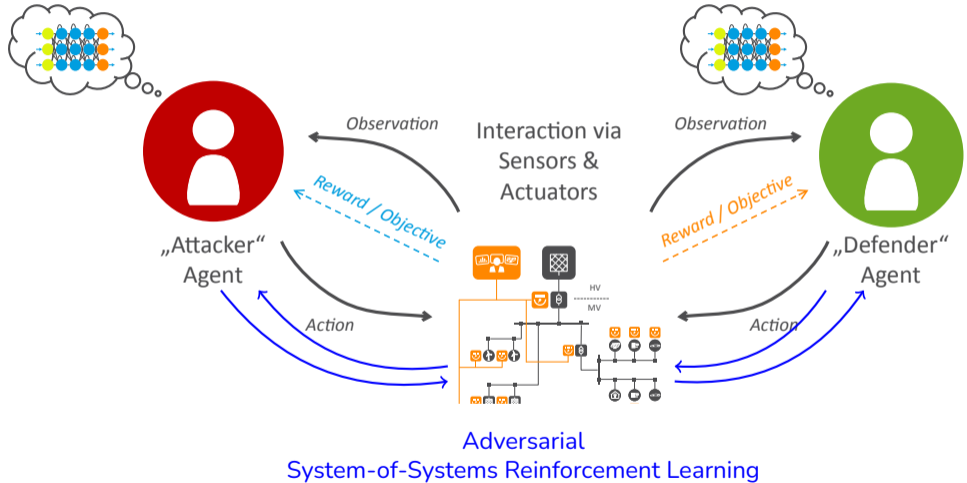 Observation
Interaction via
Sensors &
Actuators
Observation
Reward / Objective
Reward / Objective
„Attacker“
Agent
„Defender“
Agent
HV
MV
Action
Action
Adversarial
System-of-Systems Reinforcement Learning